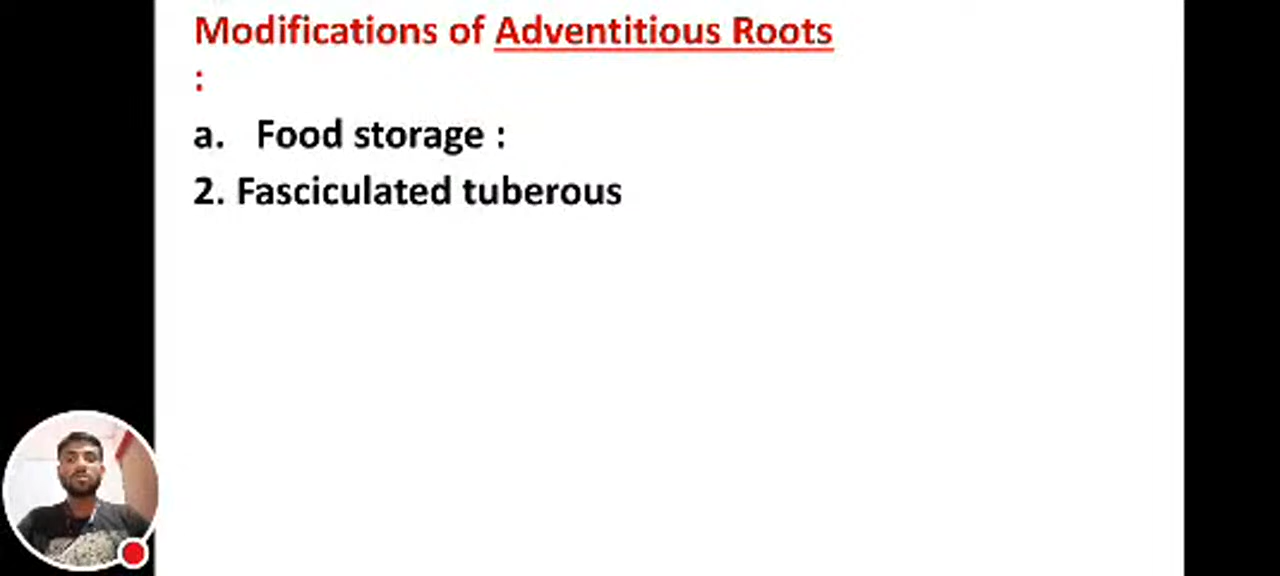 Modifications of Adventitious Roots
:
a. Food storage :
2. Fasciculated tuberous